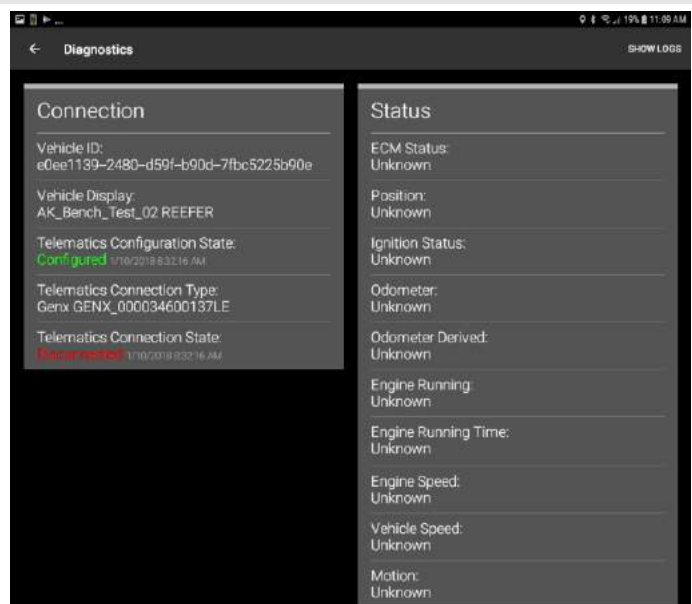 19% 11:09 AM
Diagnostics
SHOW LOGS
Connection
Vehicle ID:
e0ee1139–2480–d59f–b90d–7fbc5225b90e
Vehicle Display:
AK_Bench_Test_02 REEFER
Telematics Configuration State:
Configured 1/10/2018 8:32:16 AM
Telematics Connection Type:
Genx GENX_000034600137LE
Telematics Connection State:
Disconnected 1/10/2018 8:32:16 AM
Status
ECM Status:
Unknown
Position:
Unknown
Ignition Status:
Unknown
Odometer:
Unknown
Odometer Derived:
Unknown
Engine Running:
Unknown
Engine Running Time:
Unknown
Engine Speed:
Unknown
Vehicle Speed:
Unknown
Motion:
Unknown